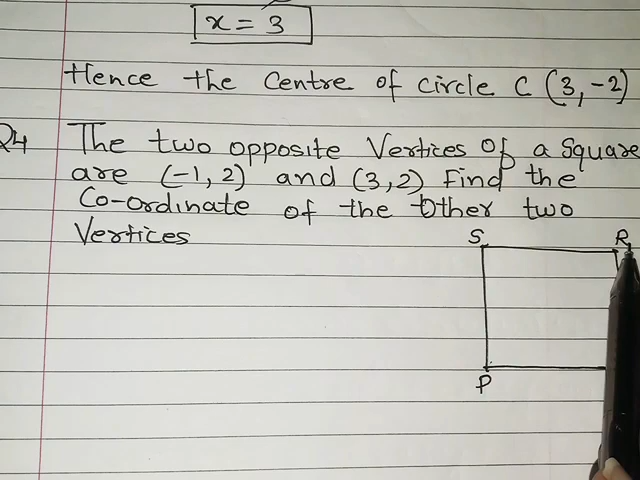 x = 3
Hence the Centre of circle C (3, -2)
Q4 The two opposite Vertices of a Square
are (-1, 2) and (3, 2) Find the
Co-ordinate of the Other two
Vertices
S R
P